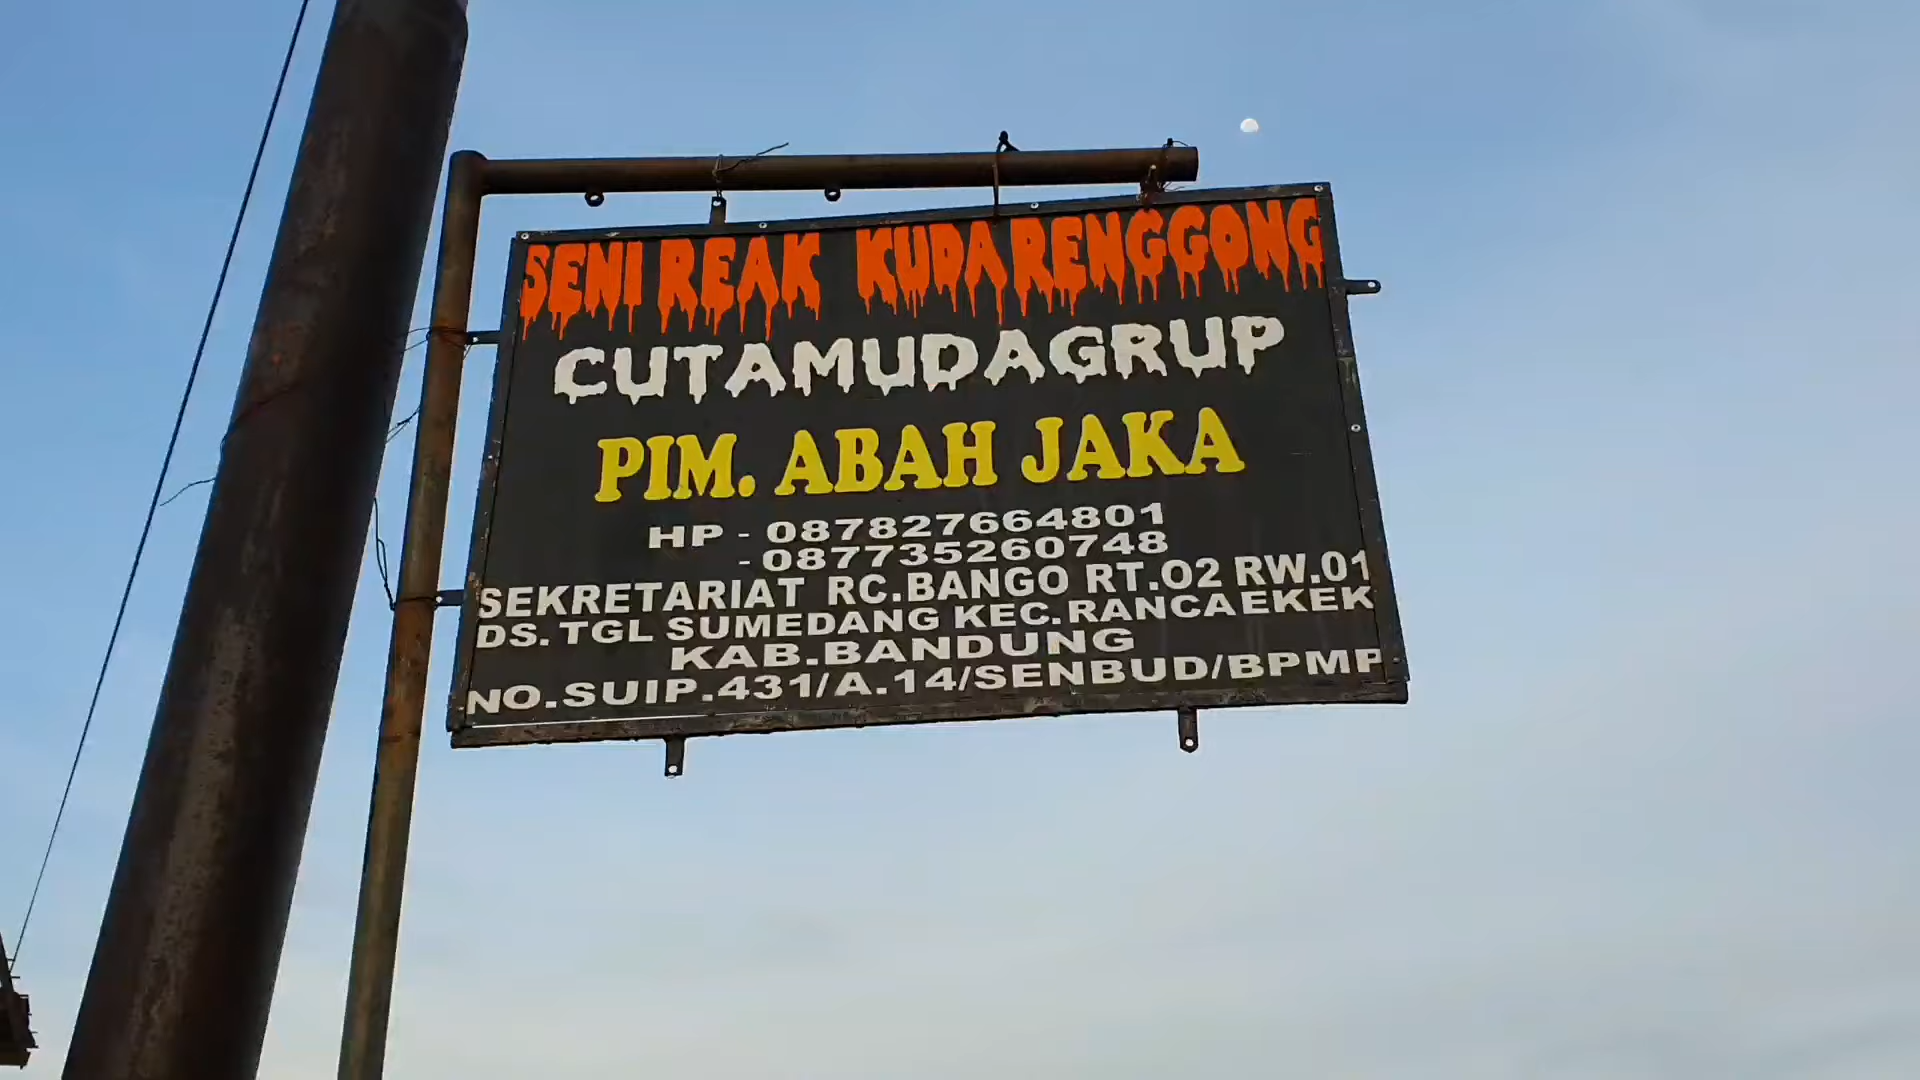 SENI REAK KUDA RENGGONG
CUTAMUDAGRUP
PIM. ABAH JAKA
HP - 087827664801
- 087735260748
SEKRETARIAT RC.BANGO RT.02 RW.01
DS. TGL SUMEDANG KEC. RANCAEKEK
KAB.BANDUNG
NO.SUIP.431/A.14/SENBUD/BPMP